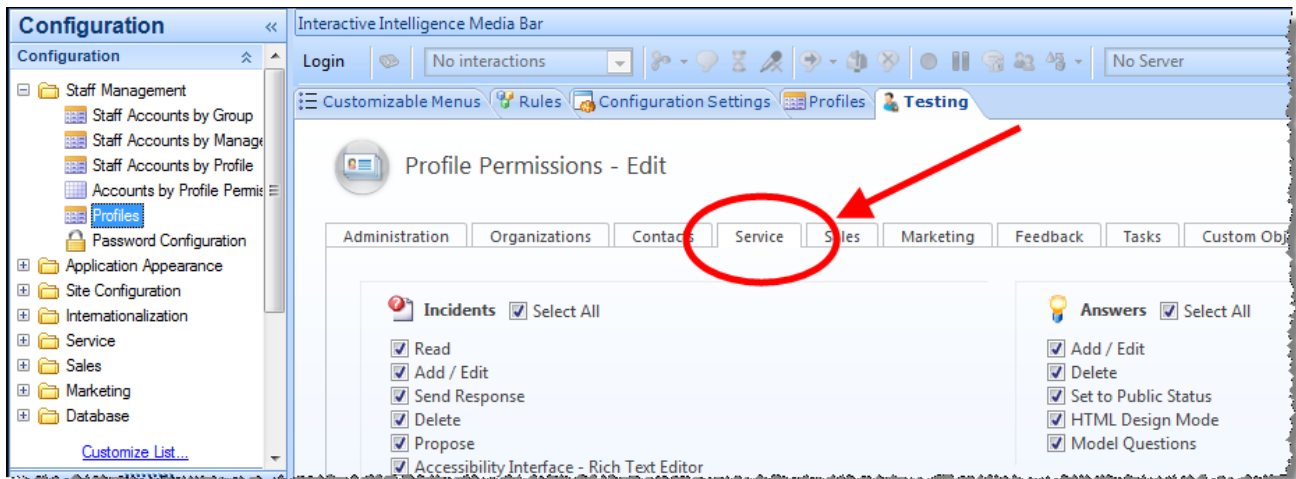 Configuration «
Configuration
Staff Management
Staff Accounts by Group
Staff Accounts by Manage
Staff Accounts by Profile
Accounts by Profile Permis
Profiles
Password Configuration
Application Appearance
Site Configuration
Internationalization
Service
Sales
Marketing
Database
Customize List...
Interactive Intelligence Media Bar
Login No interactions No Server
Customizable Menus Rules Configuration Settings Profiles Testing
Profile Permissions - Edit
Administration Organizations Contacts Service Sales Marketing Feedback Tasks Custom Obj
Incidents Select All
Read
Add / Edit
Send Response
Delete
Propose
Accessibility Interface - Rich Text Editor
Answers Select All
Add / Edit
Delete
Set to Public Status
HTML Design Mode
Model Questions